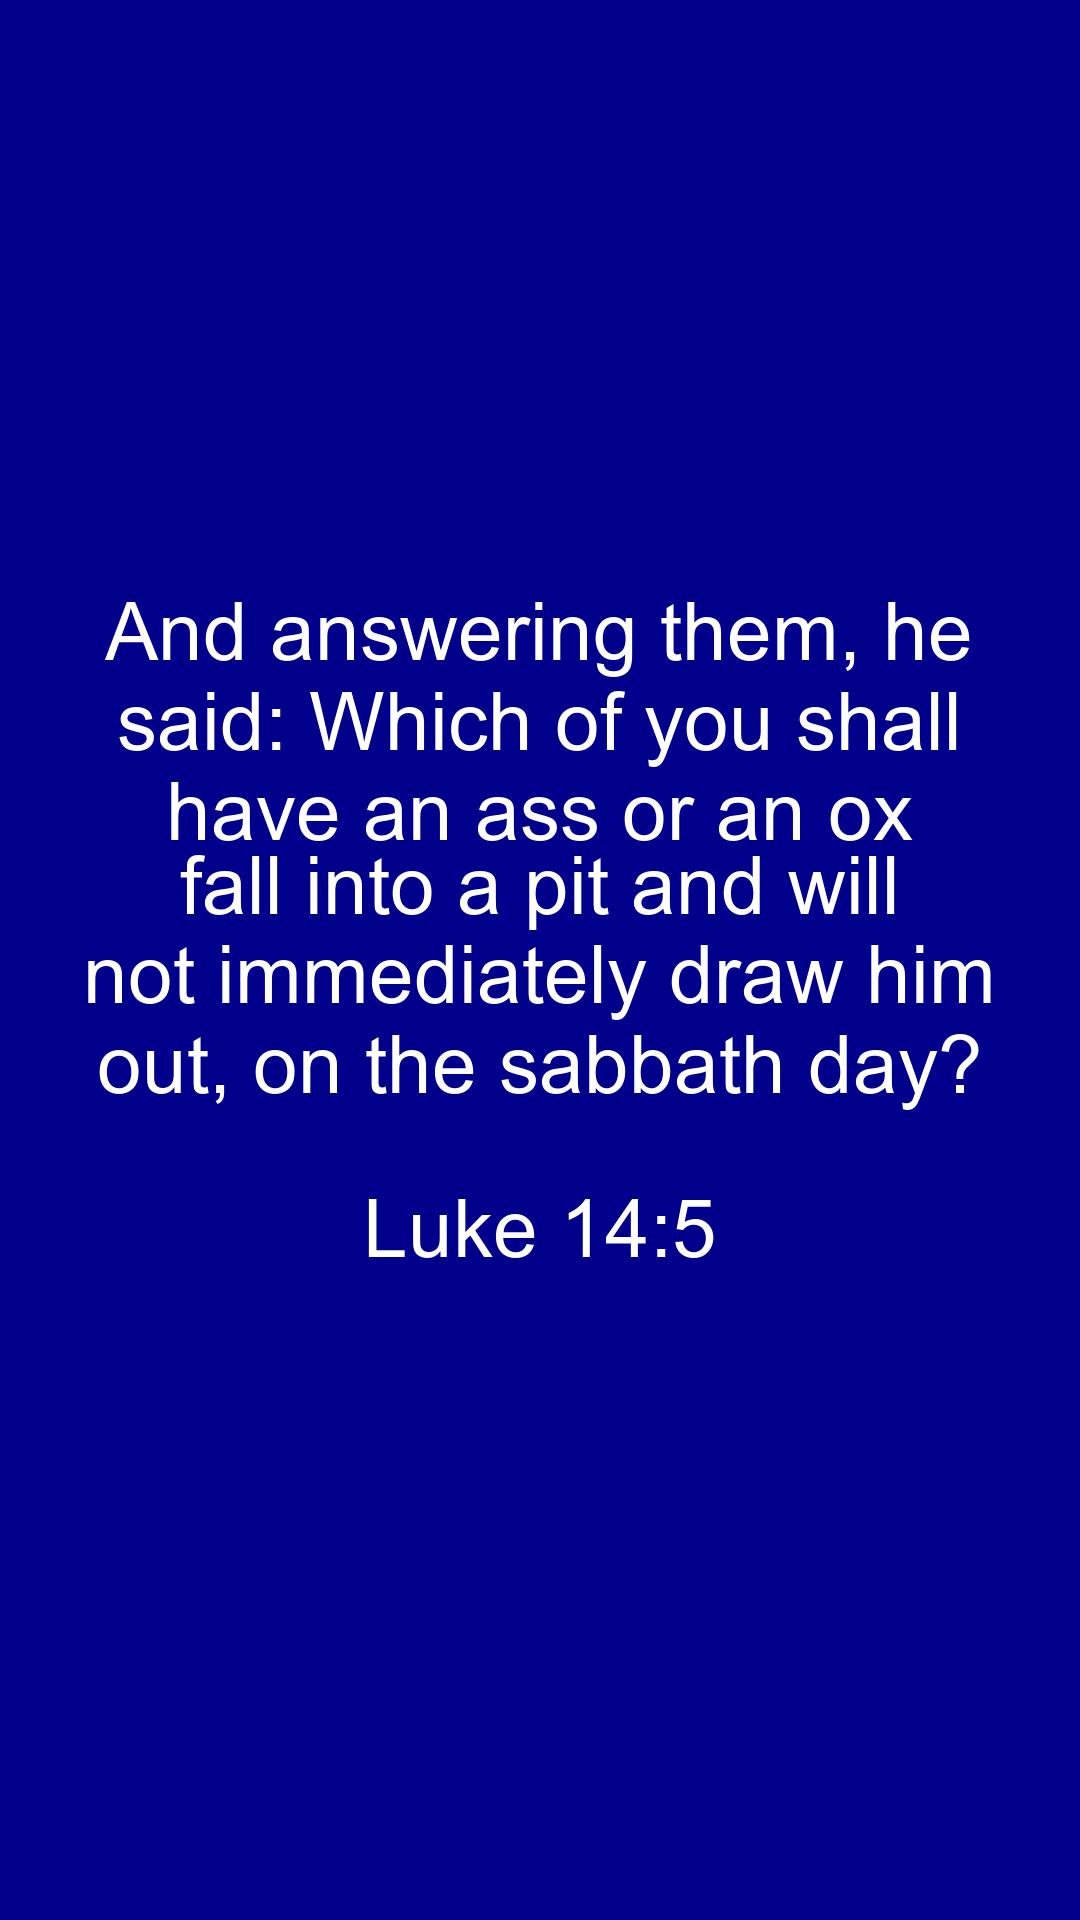 And answering them, he
said: Which of you shall
have an ass or an ox
fall into a pit and will
not immediately draw him
out, on the sabbath day?
Luke 14:5